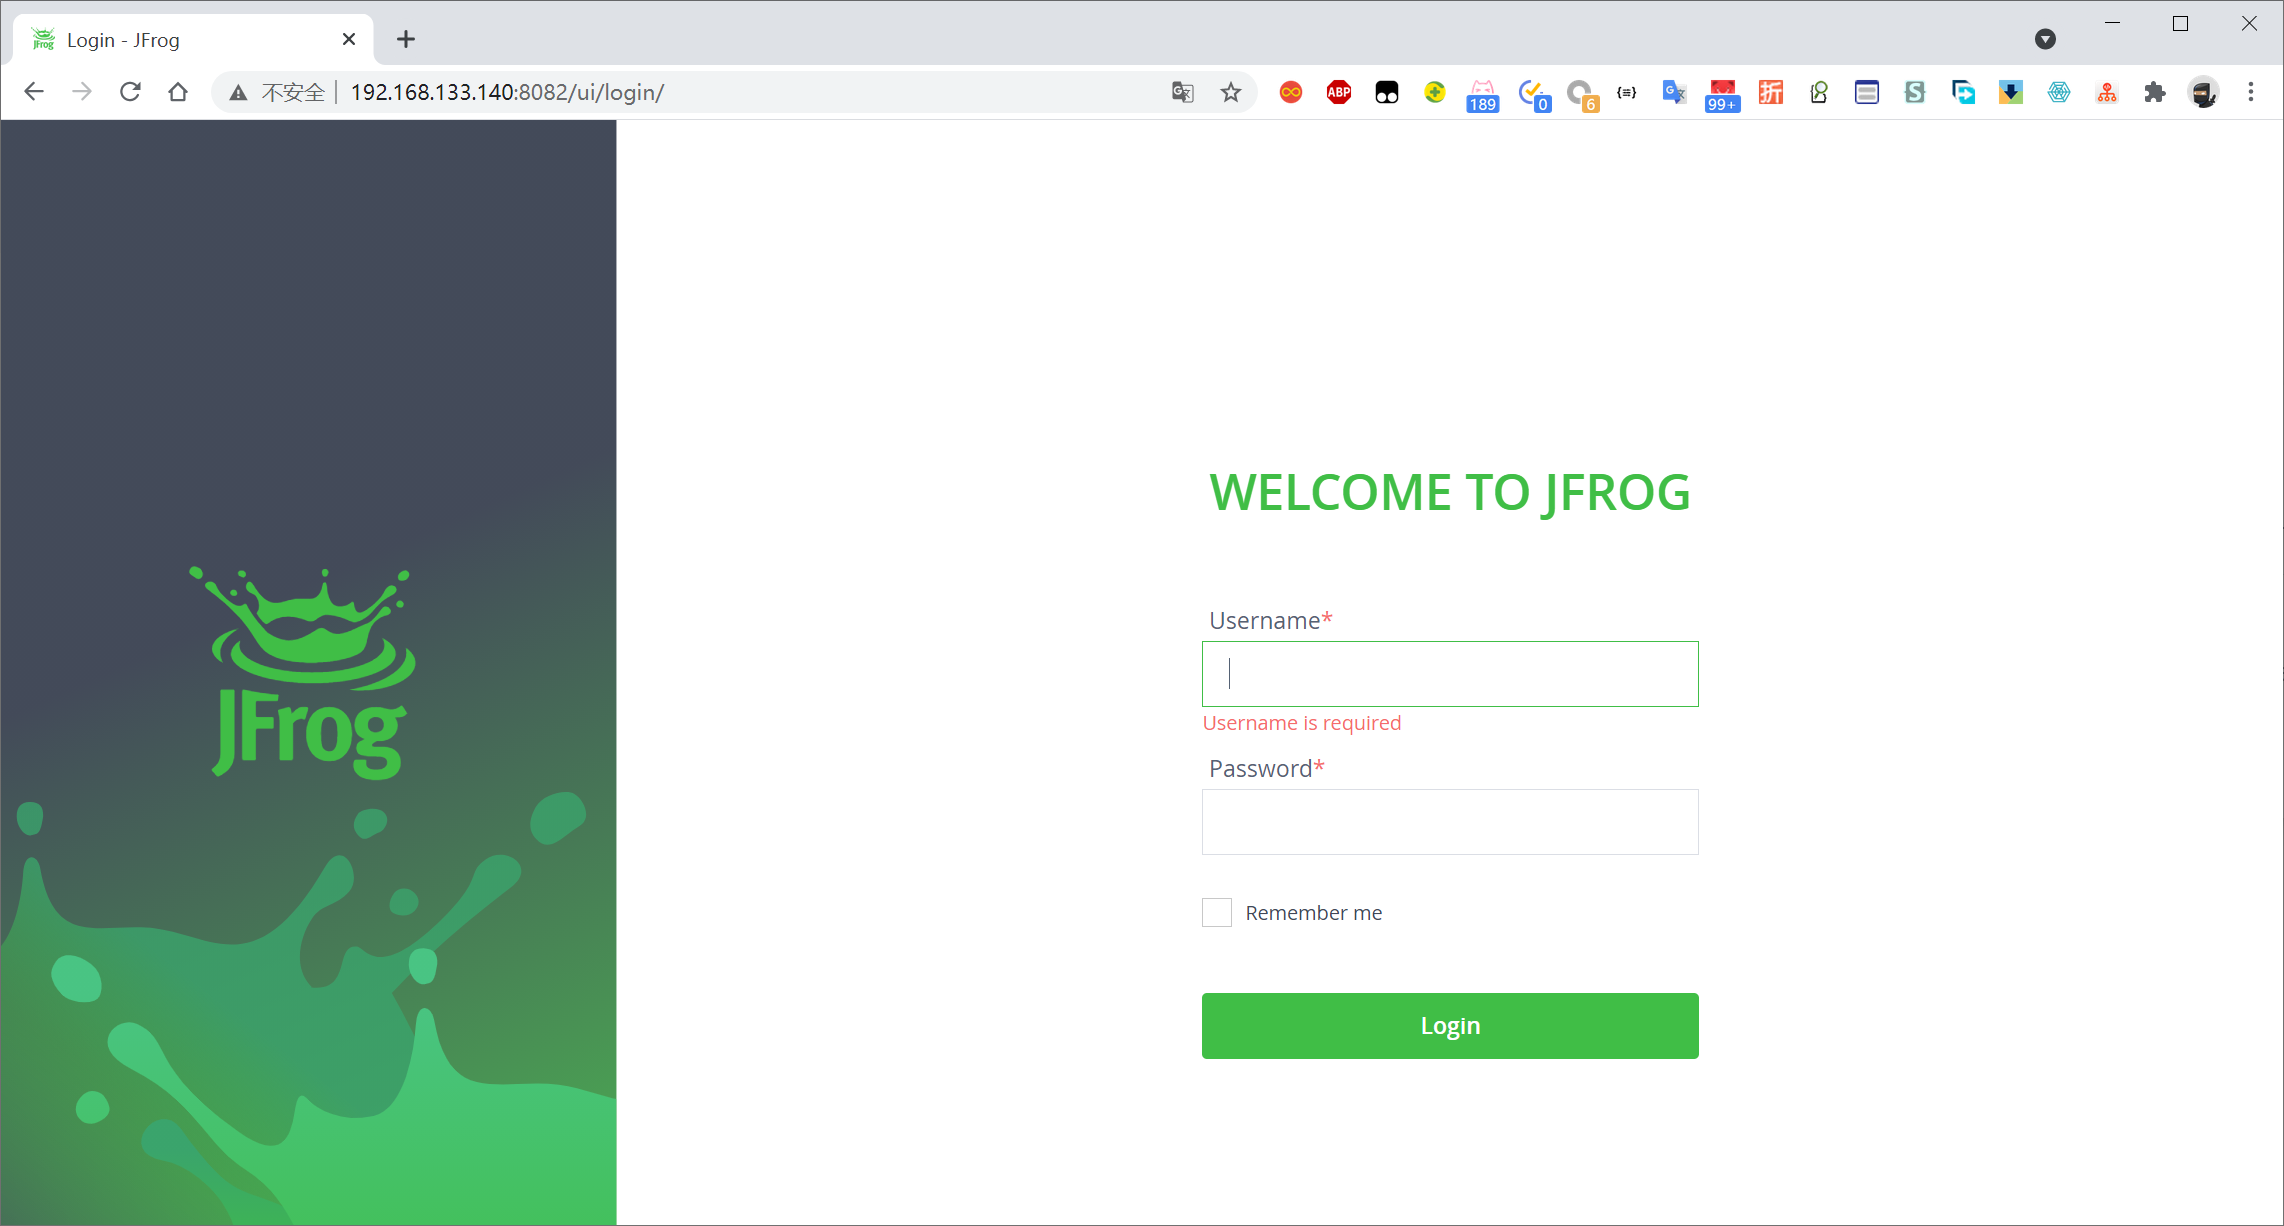 Login - JFrog
不安全 192.168.133.140:8082/ui/login/
ABP
189
0
6
{≡}
99+
折
S
JFrog
WELCOME TO JFROG
Username*
Username is required
Password*
Remember me
Login